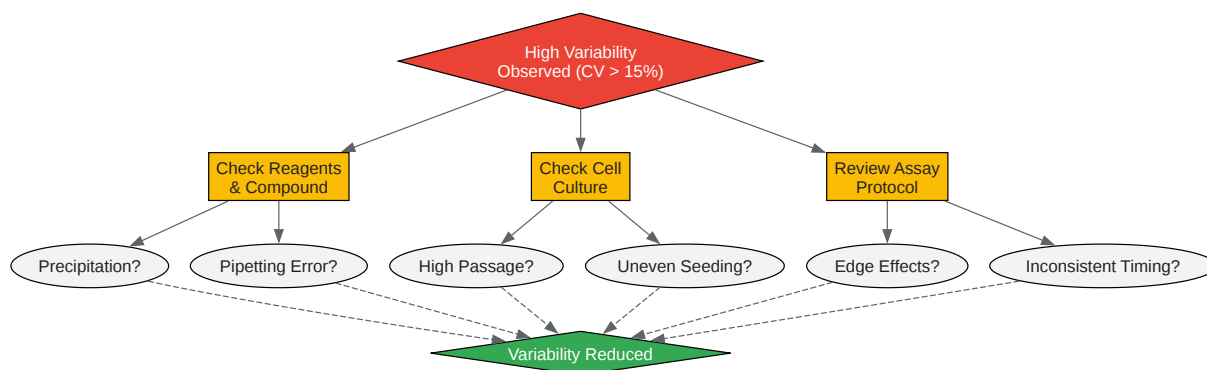 High Variability
Observed (CV > 15%)
Check Reagents
& Compound
Check Cell
Culture
Review Assay
Protocol
Precipitation?
Pipetting Error?
High Passage?
Uneven Seeding?
Edge Effects?
Inconsistent Timing?
Variability Reduced